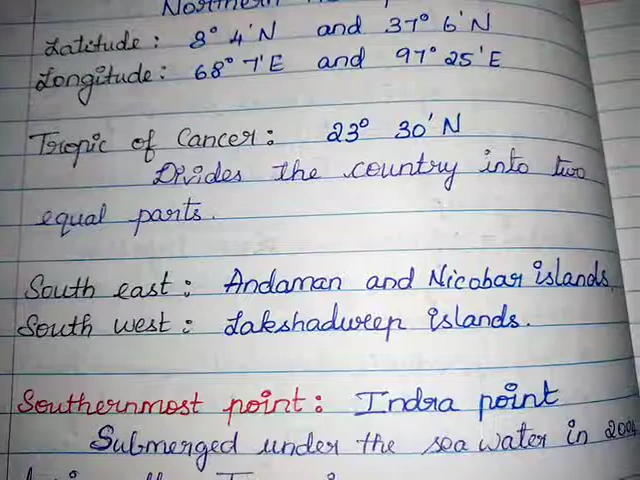 Northern
Latitude: 8° 4'N and 37° 6'N
Longitude: 68° 7'E and 97° 25'E
Tropic of Cancer: 23° 30'N
Divides the country into two
equal parts.
South east: Andaman and Nicobar islands
South west: Lakshadweep islands.
Southernmost point: Indra point
Submerged under the sea water in 2004